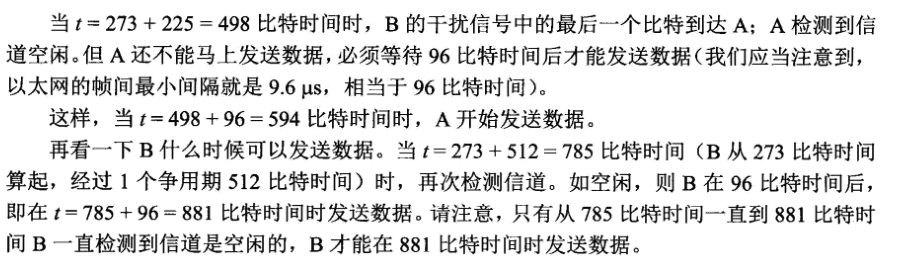 当 t = 273 + 225 = 498 比特时间时，B 的干扰信号中的最后一个比特到达 A；A 检测到信
道空闲。但 A 还不能马上发送数据，必须等待 96 比特时间后才能发送数据（我们应当注意到，
以太网的帧间最小间隔就是 9.6 μs，相当于 96 比特时间）。
这样，当 t = 498 + 96 = 594 比特时间时，A 开始发送数据。
再看一下 B 什么时候可以发送数据。当 t = 273 + 512 = 785 比特时间（B 从 273 比特时间
算起，经过 1 个争用期 512 比特时间）时，再次检测信道。如空闲，则 B 在 96 比特时间后，
即在 t = 785 + 96 = 881 比特时间时发送数据。请注意，只有从 785 比特时间一直到 881 比特时
间 B 一直检测到信道是空闲的，B 才能在 881 比特时间时发送数据。